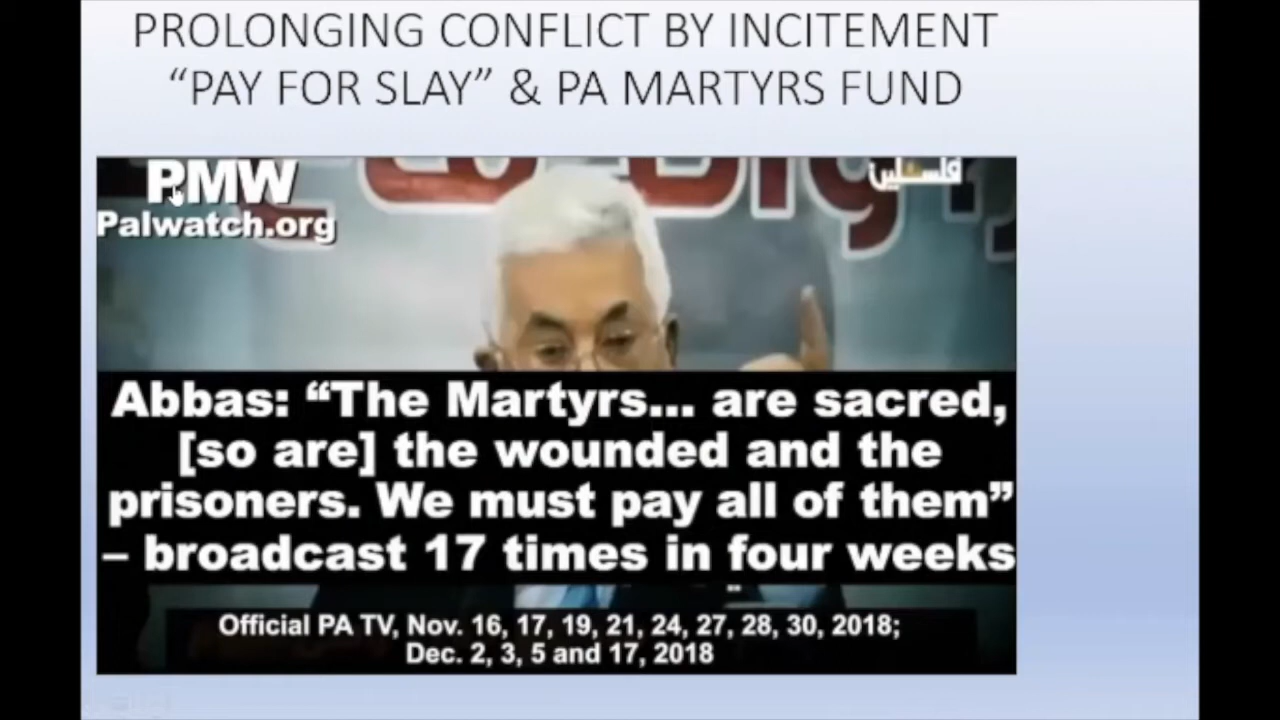 PROLONGING CONFLICT BY INCITEMENT
“PAY FOR SLAY” & PA MARTYRS FUND
PMW
Palwatch.org
فلسطين
Abbas: “The Martyrs... are sacred,
[so are] the wounded and the
prisoners. We must pay all of them”
– broadcast 17 times in four weeks
Official PA TV, Nov. 16, 17, 19, 21, 24, 27, 28, 30, 2018;
Dec. 2, 3, 5 and 17, 2018